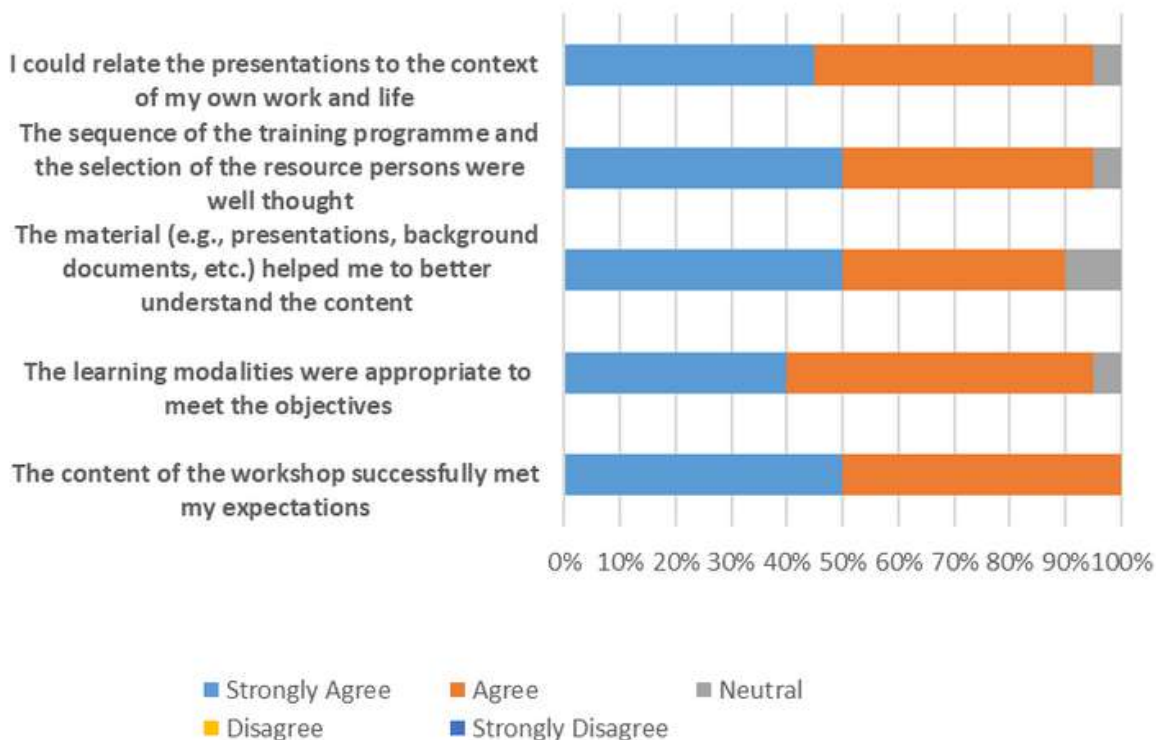 I could relate the presentations to the context
of my own work and life
The sequence of the training programme and
the selection of the resource persons were
well thought
The material (e.g., presentations, background
documents, etc.) helped me to better
understand the content
The learning modalities were appropriate to
meet the objectives
The content of the workshop successfully met
my expectations
0% 10% 20% 30% 40% 50% 60% 70% 80% 90% 100%
Strongly Agree Agree Neutral
Disagree Strongly Disagree